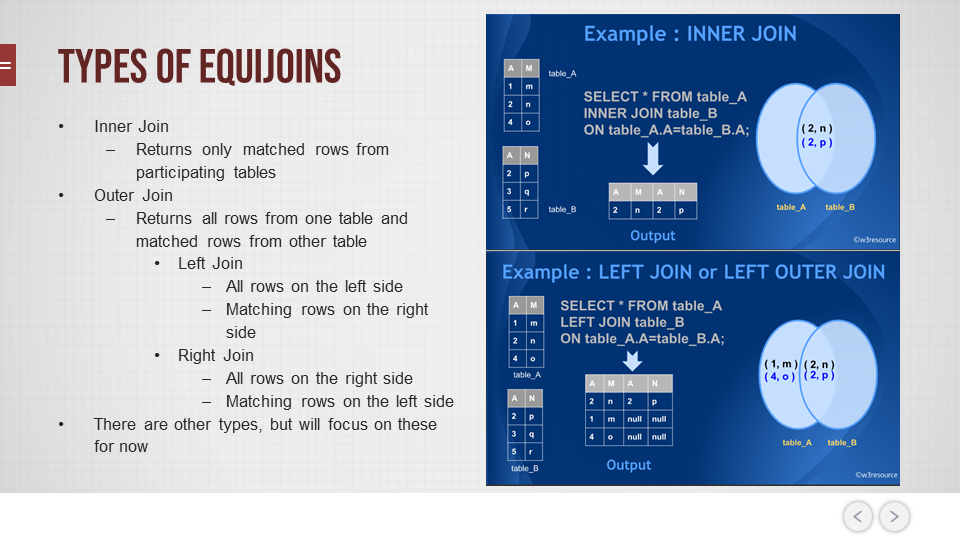 TYPES OF EQUIJOINS
• Inner Join
– Returns only matched rows from
participating tables
• Outer Join
– Returns all rows from one table and
matched rows from other table
• Left Join
– All rows on the left side
– Matching rows on the right
side
• Right Join
– All rows on the right side
– Matching rows on the left side
• There are other types, but will focus on these
for now
Example : INNER JOIN
A M
1 m
2 n
4 o
table_A
A N
2 p
3 q
5 r
table_B
SELECT * FROM table_A
INNER JOIN table_B
ON table_A.A=table_B.A;
A M A N
2 n 2 p
Output
( 2, n )
( 2, p )
table_A table_B
©w3resource
Example : LEFT JOIN or LEFT OUTER JOIN
A M
1 m
2 n
4 o
table_A
A N
2 p
3 q
5 r
table_B
SELECT * FROM table_A
LEFT JOIN table_B
ON table_A.A=table_B.A;
A M A N
2 n 2 p
1 m null null
4 o null null
Output
( 1, m ) ( 2, n )
( 4, o ) ( 2, p )
table_A table_B
©w3resource